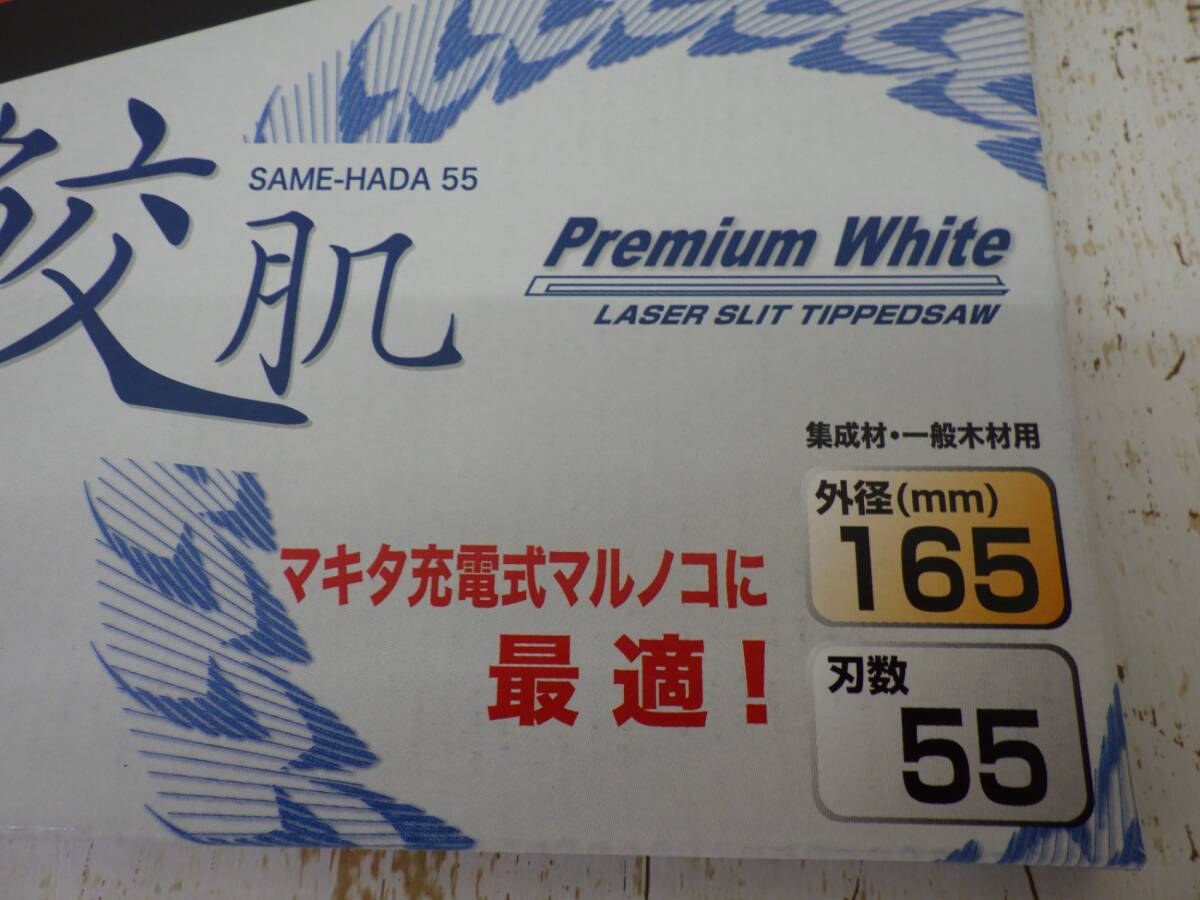 SAME-HADA 55
鮫肌
Premium White
LASER SLIT TIPPEDSAW
集成材・一般木材用
外径(mm)
165
マキタ充電式マルノコに
最適！
刃数
55